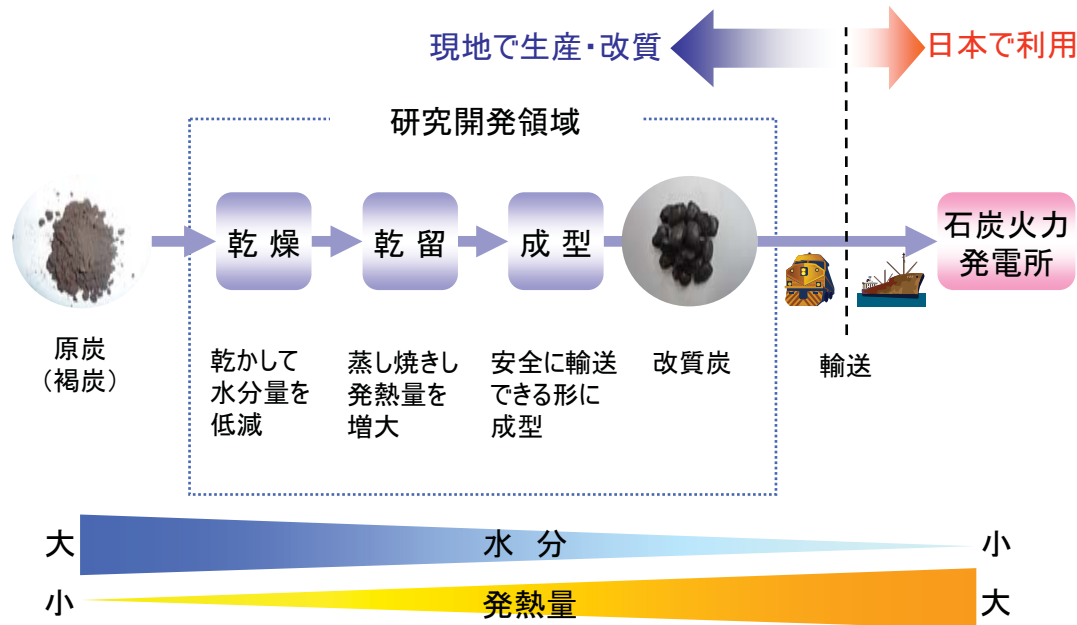 現地で生産・改質
日本で利用
研究開発領域
乾 燥
乾 留
成 型
石炭火力
発電所
原炭
（褐炭）
乾かして
水分量を
低減
蒸し焼きし
発熱量を
増大
安全に輸送
できる形に
成型
改質炭
輸送
大
水 分
小
小
発熱量
大